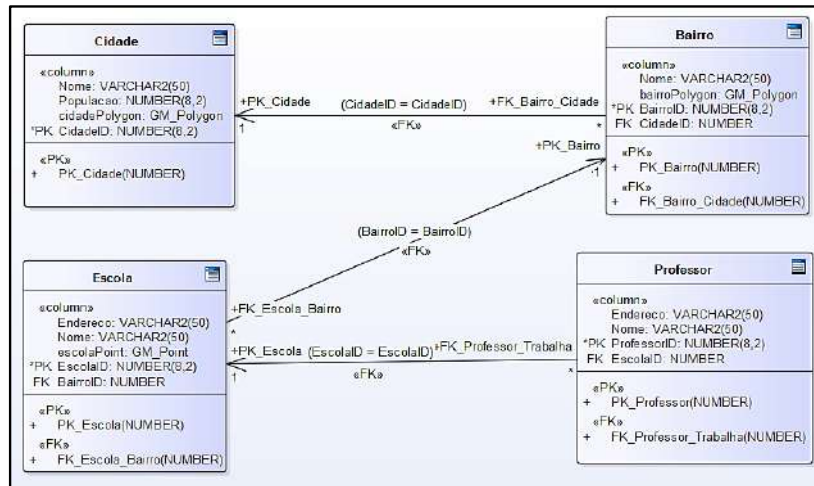 Cidade
«column»
Nome: VARCHAR2(50)
Populacao: NUMBER(8,2)
cidadePolygon: GM_Polygon
*PK CidadeID: NUMBER(8,2)
«PK»
+ PK_Cidade(NUMBER)
+PK_Cidade
(CidadeID = CidadeID)
+FK_Bairro_Cidade
1
«FK»
*
Bairro
«column»
Nome: VARCHAR2(50)
bairroPolygon: GM_Polygon
*PK BairroID: NUMBER(8,2)
FK CidadeID: NUMBER
«PK»
+ PK_Bairro(NUMBER)
«FK»
+ FK_Bairro_Cidade(NUMBER)
+PK_Bairro
1
(BairroID = BairroID)
«FK»
+FK_Escola_Bairro
*
Escola
«column»
Endereco: VARCHAR2(50)
Nome: VARCHAR2(50)
escolaPoint: GM_Point
*PK EscolaID: NUMBER(8,2)
FK BairroID: NUMBER
«PK»
+ PK_Escola(NUMBER)
«FK»
+ FK_Escola_Bairro(NUMBER)
+PK_Escola
(EscolaID = EscolaID)
+FK_Professor_Trabalha
1
«FK»
*
Professor
«column»
Endereco: VARCHAR2(50)
Nome: VARCHAR2(50)
*PK ProfessorID: NUMBER(8,2)
FK EscolaID: NUMBER
«PK»
+ PK_Professor(NUMBER)
«FK»
+ FK_Professor_Trabalha(NUMBER)